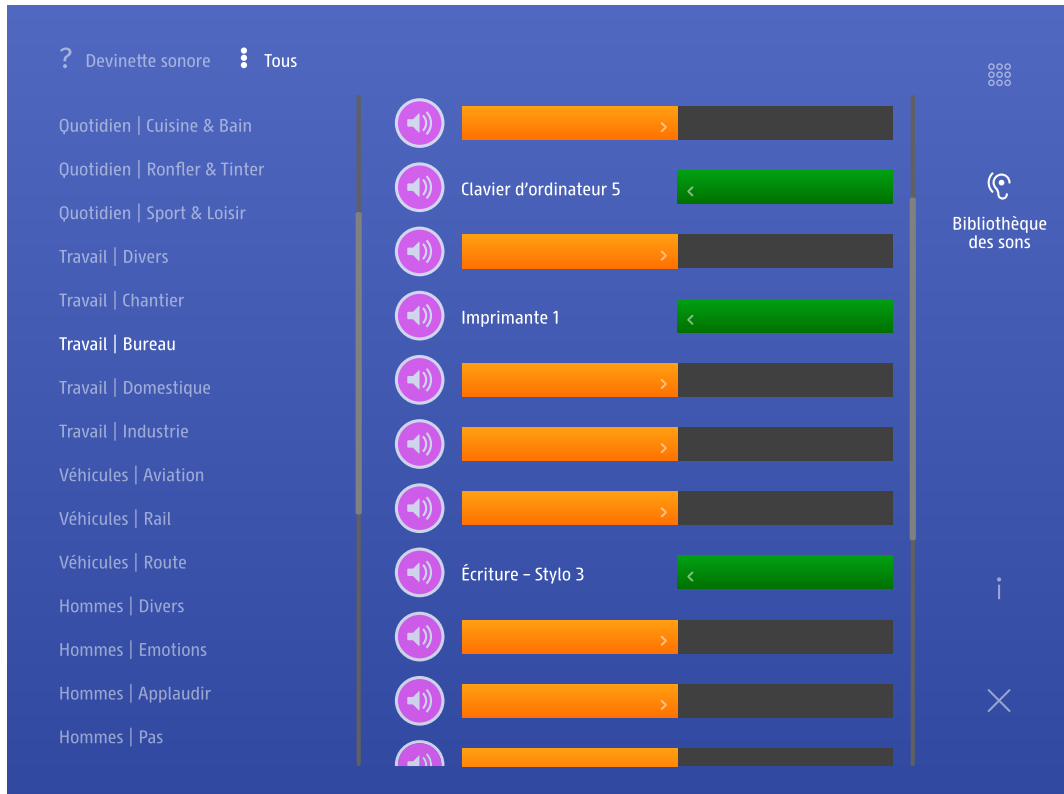 ? Devinette sonore
Tous
Quotidien | Cuisine & Bain
Quotidien | Ronfler & Tinter
Quotidien | Sport & Loisir
Travail | Divers
Travail | Chantier
Travail | Bureau
Travail | Domestique
Travail | Industrie
Véhicules | Aviation
Véhicules | Rail
Véhicules | Route
Hommes | Divers
Hommes | Emotions
Hommes | Applaudir
Hommes | Pas
Clavier d’ordinateur 5
Imprimante 1
Écriture – Stylo 3
Bibliothèque
des sons
i